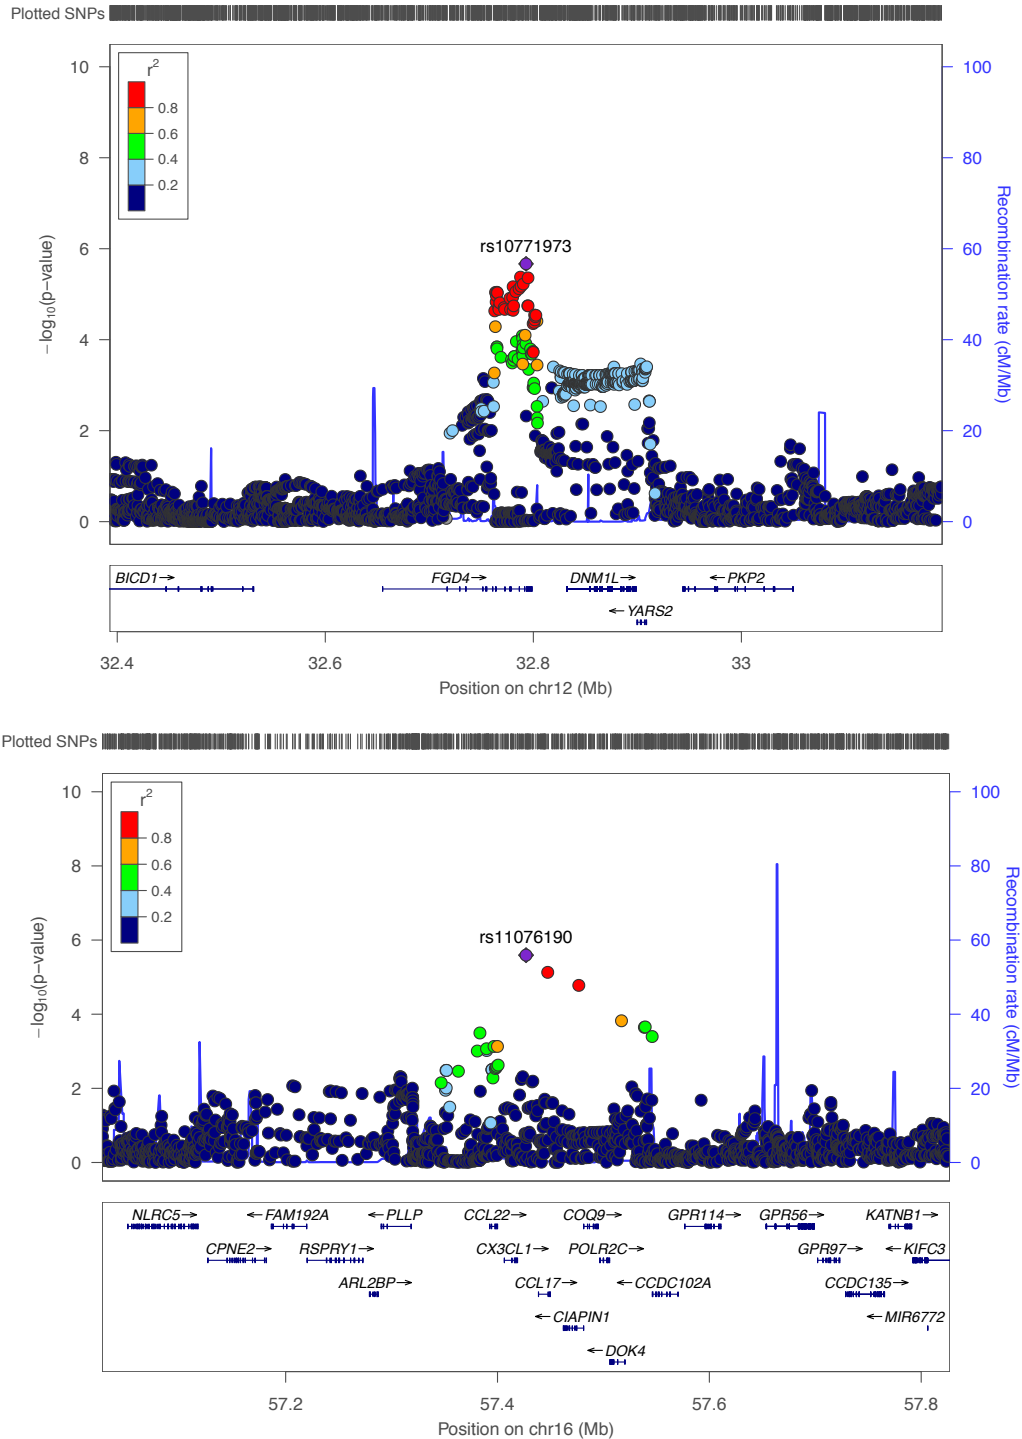 Plotted SNPs
10
8
6
4
2
0
−log10(p−value)
r2
0.8
0.6
0.4
0.2
rs10771973
100
80
60
40
20
0
Recombination rate (cM/Mb)
BICD1→
FGD4→
DNM1L→
←PKP2
←YARS2
32.4
32.6
32.8
33
Position on chr12 (Mb)
Plotted SNPs
10
8
6
4
2
0
−log10(p−value)
r2
0.8
0.6
0.4
0.2
rs11076190
100
80
60
40
20
0
Recombination rate (cM/Mb)
NLRC5→
←FAM192A
←PLLP
CCL22→
COQ9→
GPR114→
GPR56→
KATNB1→
CPNE2→
RSPRY1→
CX3CL1→
POLR2C→
GPR97→
←KIFC3
ARL2BP→
CCL17→
←CCDC102A
CCDC135→
←CIAPIN1
←MIR6772
←DOK4
57.2
57.4
57.6
57.8
Position on chr16 (Mb)